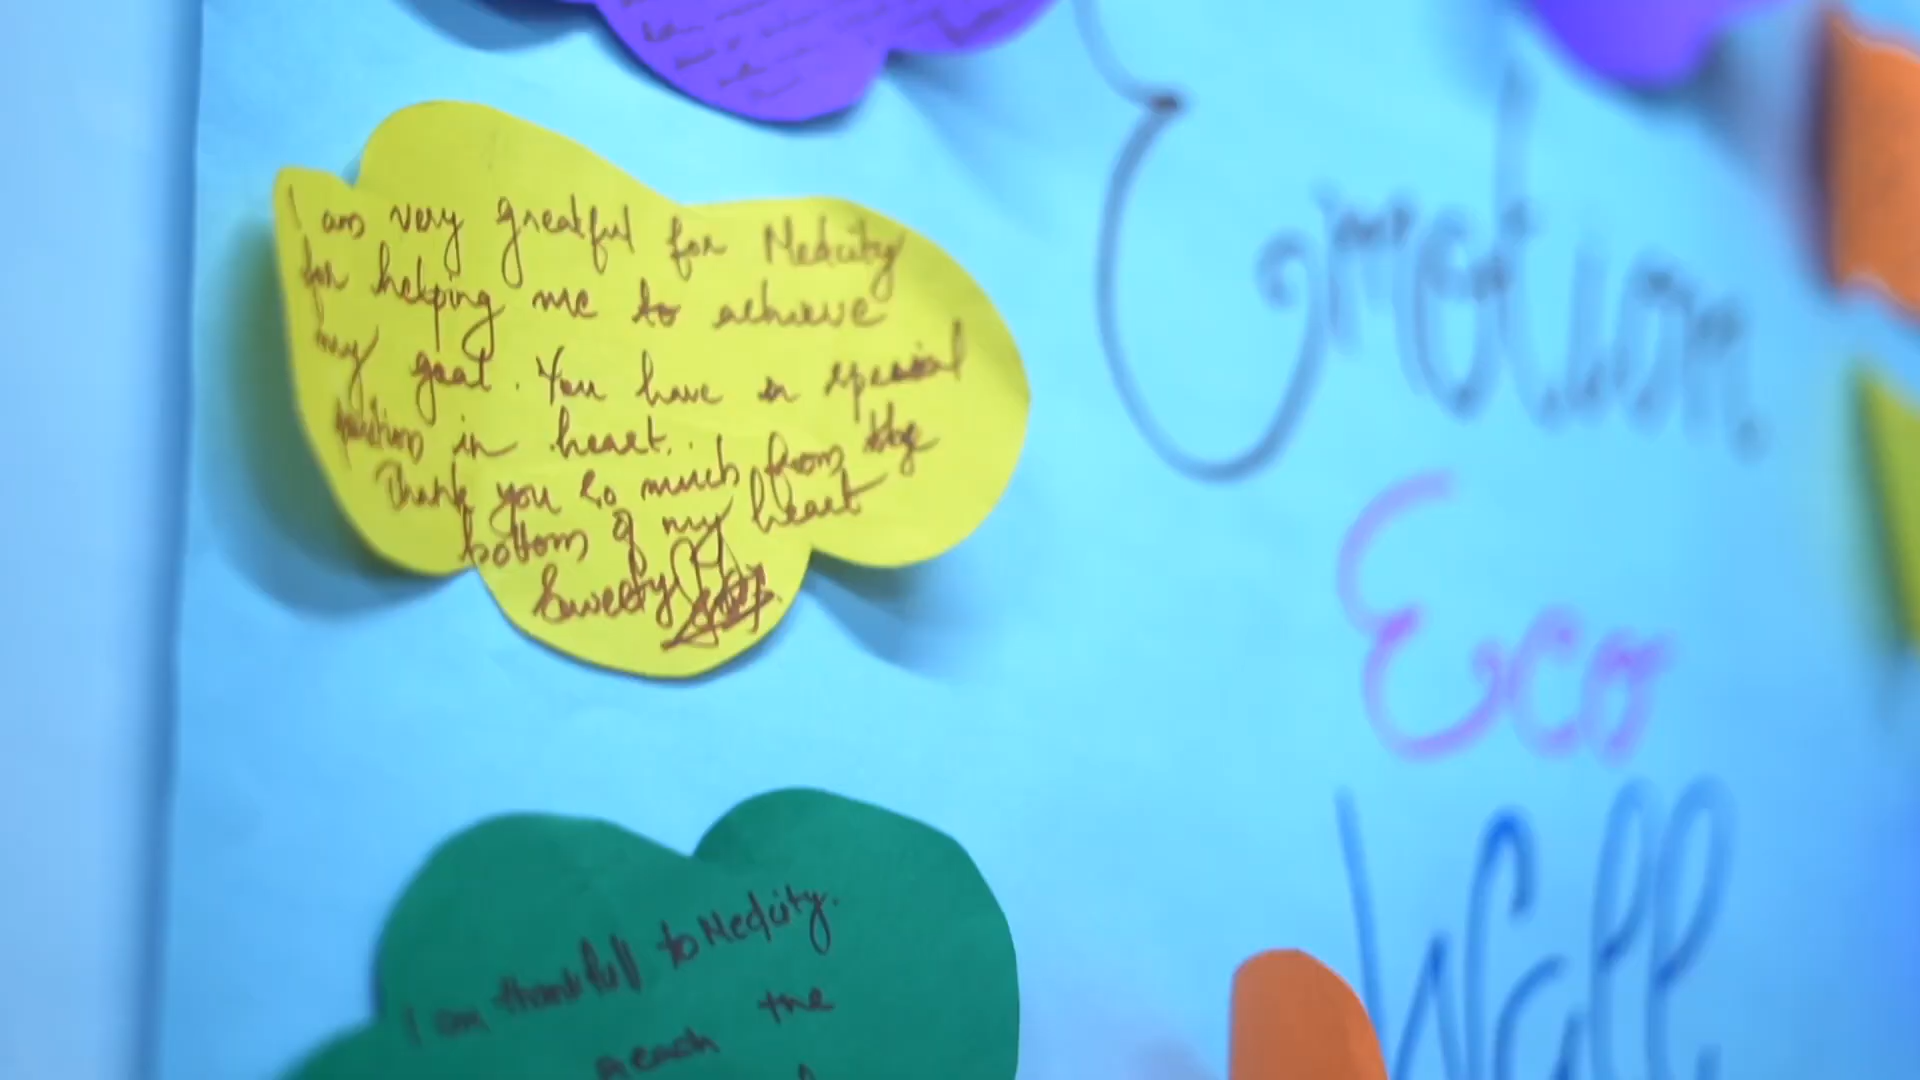 I am very greatful for Medcity
for helping me to achieve
my goal. You have a special
position in heart.
Thank you so much from the
bottom of my heart
Sweety
I am thankfull to Medcity.
reach the
Emotion
Eco
Wall